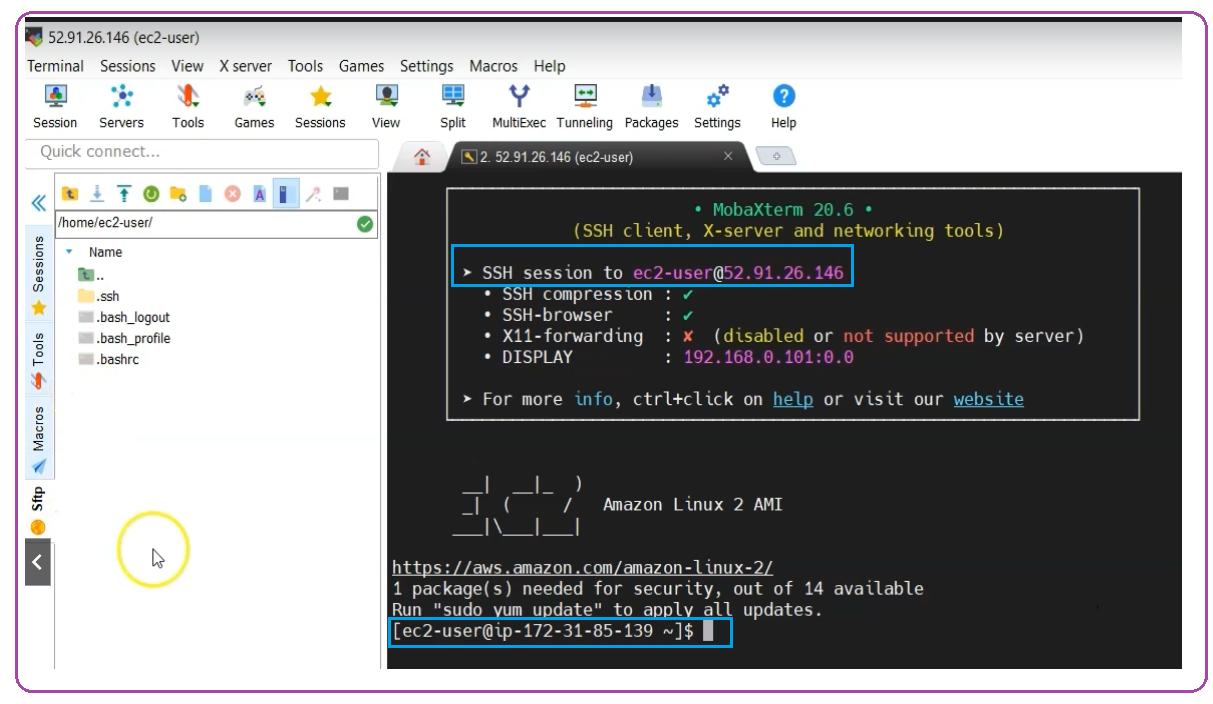 52.91.26.146 (ec2-user)
Terminal Sessions View X server Tools Games Settings Macros Help
Session Servers Tools Games Sessions View Split MultiExec Tunneling Packages Settings Help
Quick connect...
2. 52.91.26.146 (ec2-user)
/home/ec2-user/
Name
..
.ssh
.bash_logout
.bash_profile
.bashrc
Sessions
Tools
Macros
Sftp
• MobaXterm 20.6 •
(SSH client, X-server and networking tools)
➤ SSH session to ec2-user@52.91.26.146
• SSH compression : ✔
• SSH-browser : ✔
• X11-forwarding : ✘ (disabled or not supported by server)
• DISPLAY : 192.168.0.101:0.0
➤ For more info, ctrl+click on help or visit our website
__| __|_ )
_| ( / Amazon Linux 2 AMI
___|\___|___|
https://aws.amazon.com/amazon-linux-2/
1 package(s) needed for security, out of 14 available
Run "sudo yum update" to apply all updates.
[ec2-user@ip-172-31-85-139 ~]$